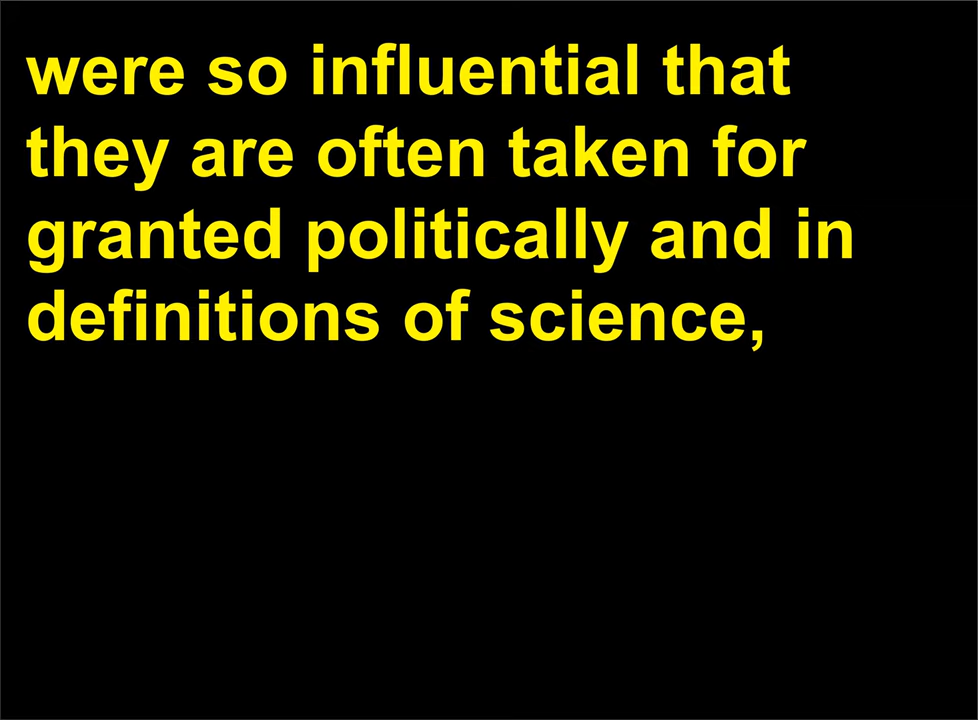 were so influential that
they are often taken for
granted politically and in
definitions of science,